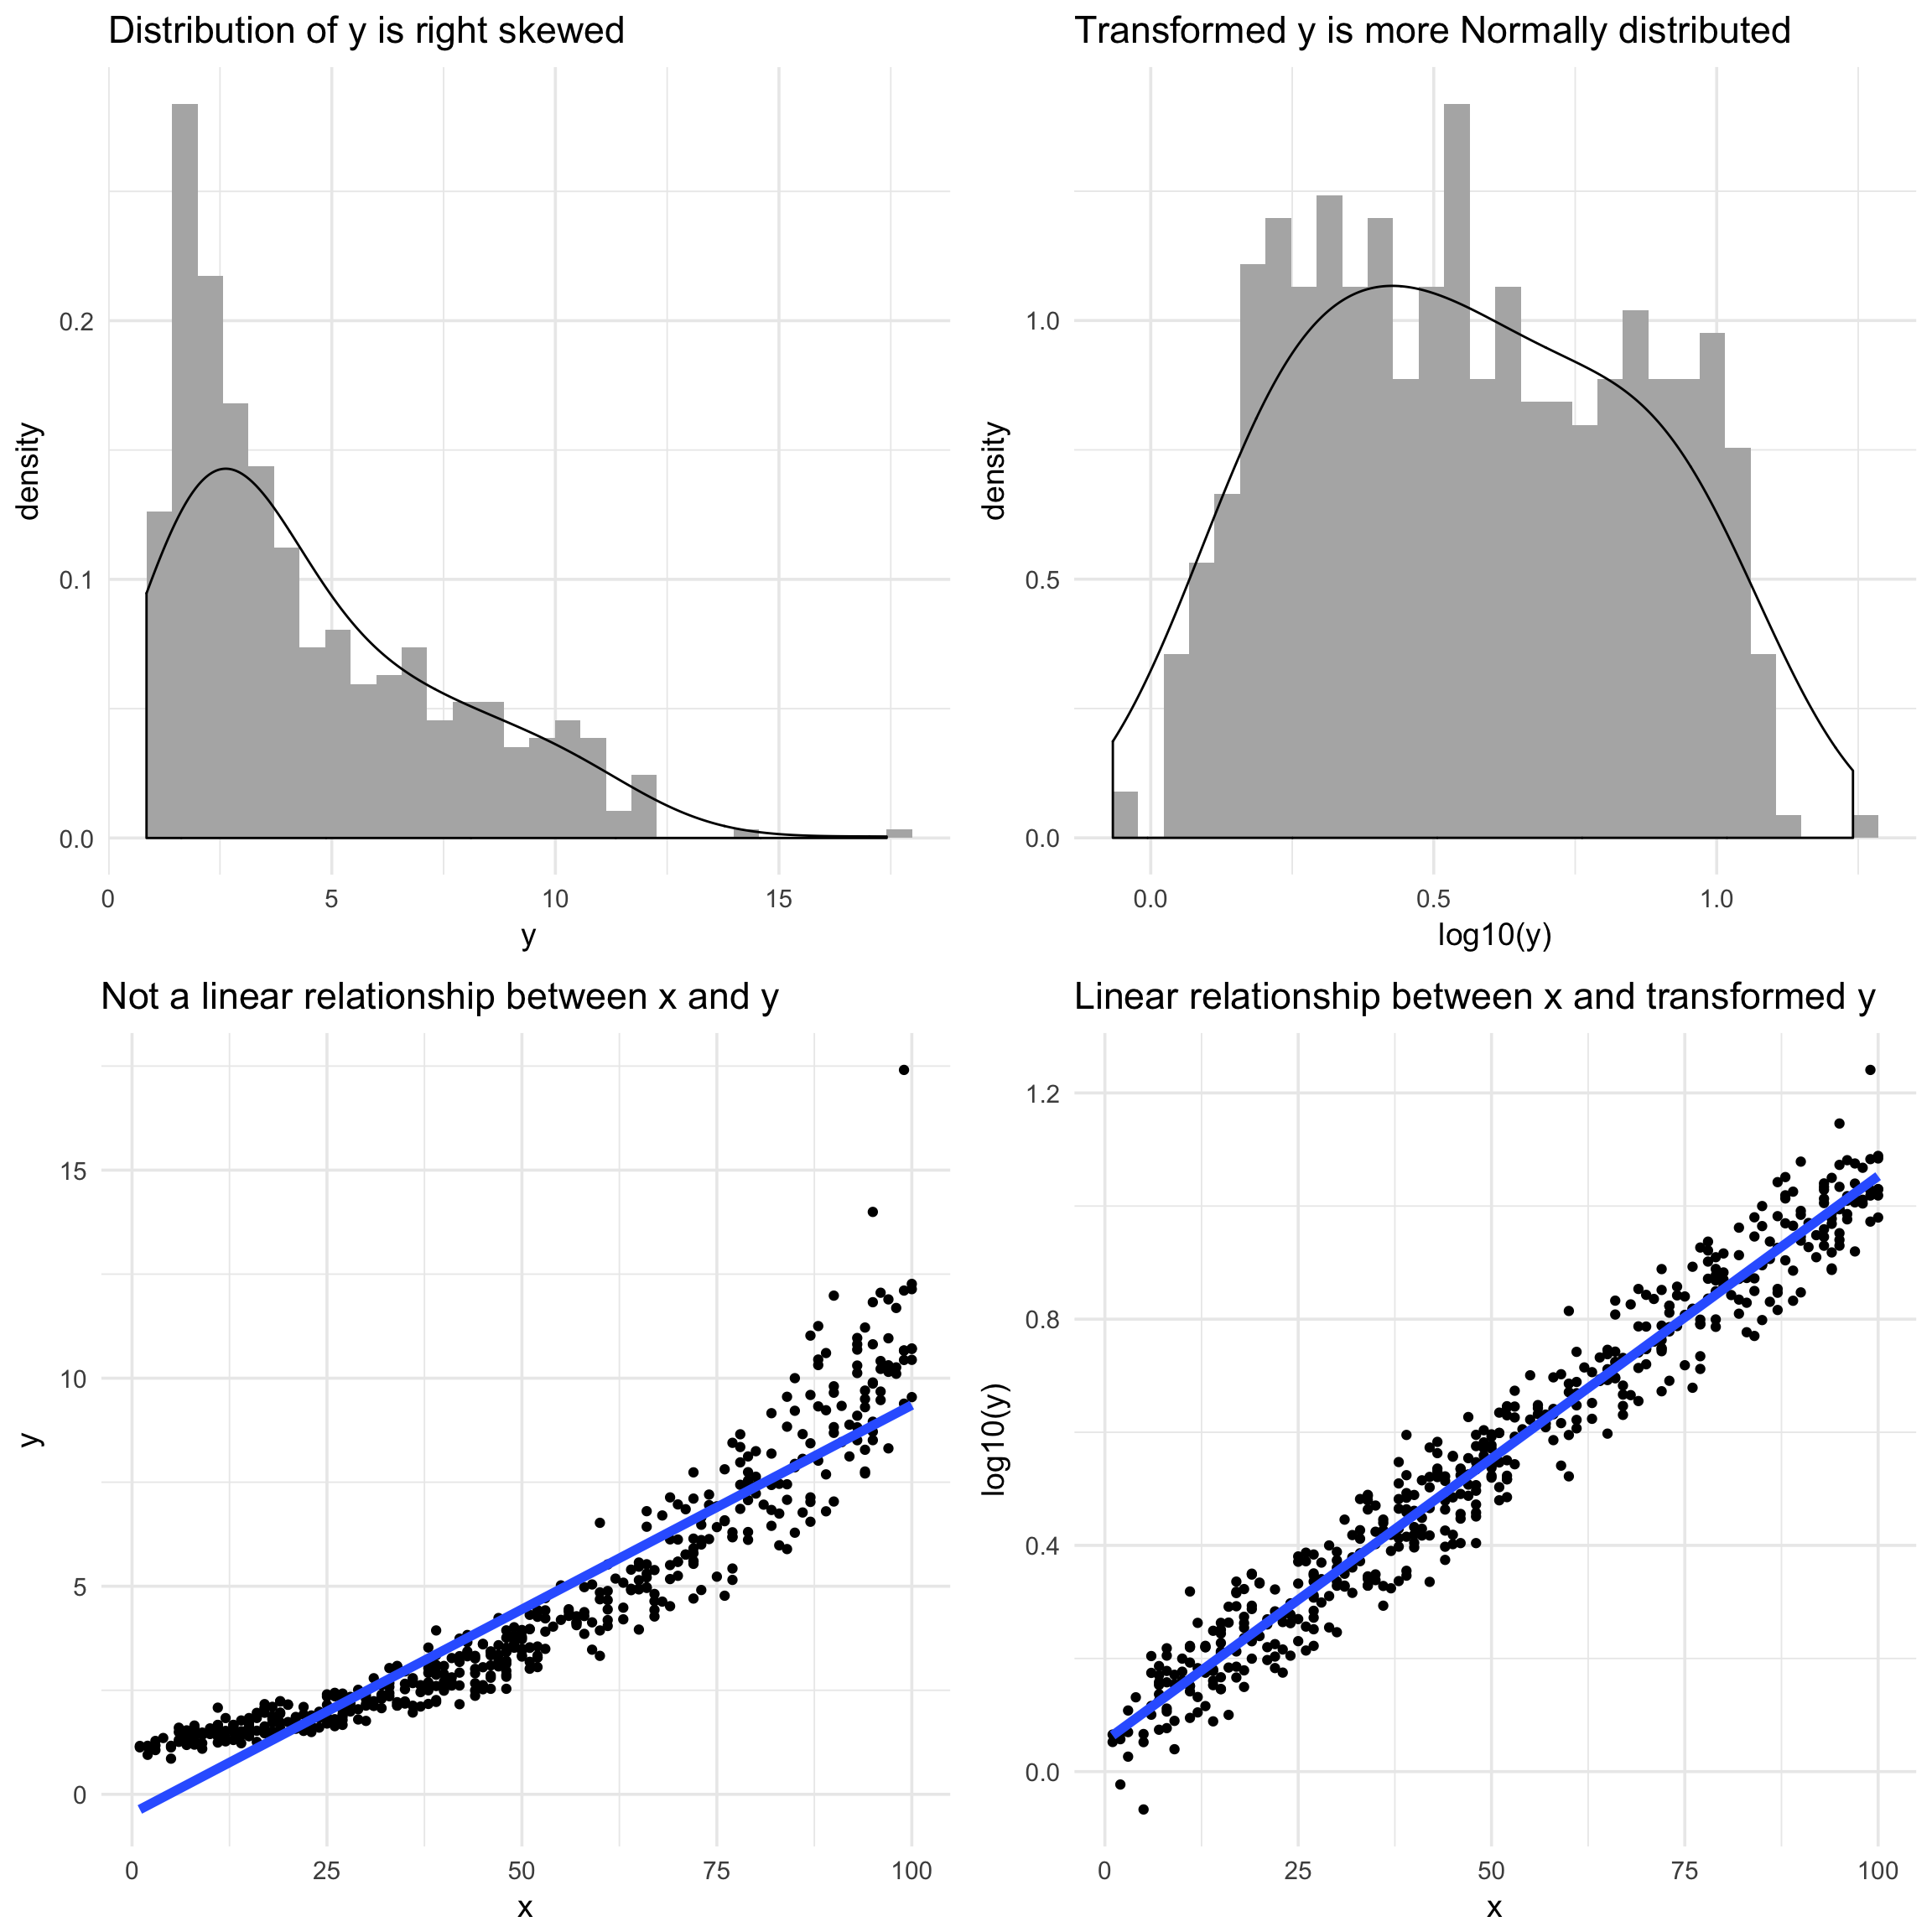 Distribution of y is right skewed
density
0.2
0.1
0.0
0
5
10
15
y
Transformed y is more Normally distributed
density
1.0
0.5
0.0
0.0
0.5
1.0
log10(y)
Not a linear relationship between x and y
y
15
10
5
0
0
25
50
75
100
x
Linear relationship between x and transformed y
log10(y)
1.2
0.8
0.4
0.0
0
25
50
75
100
x